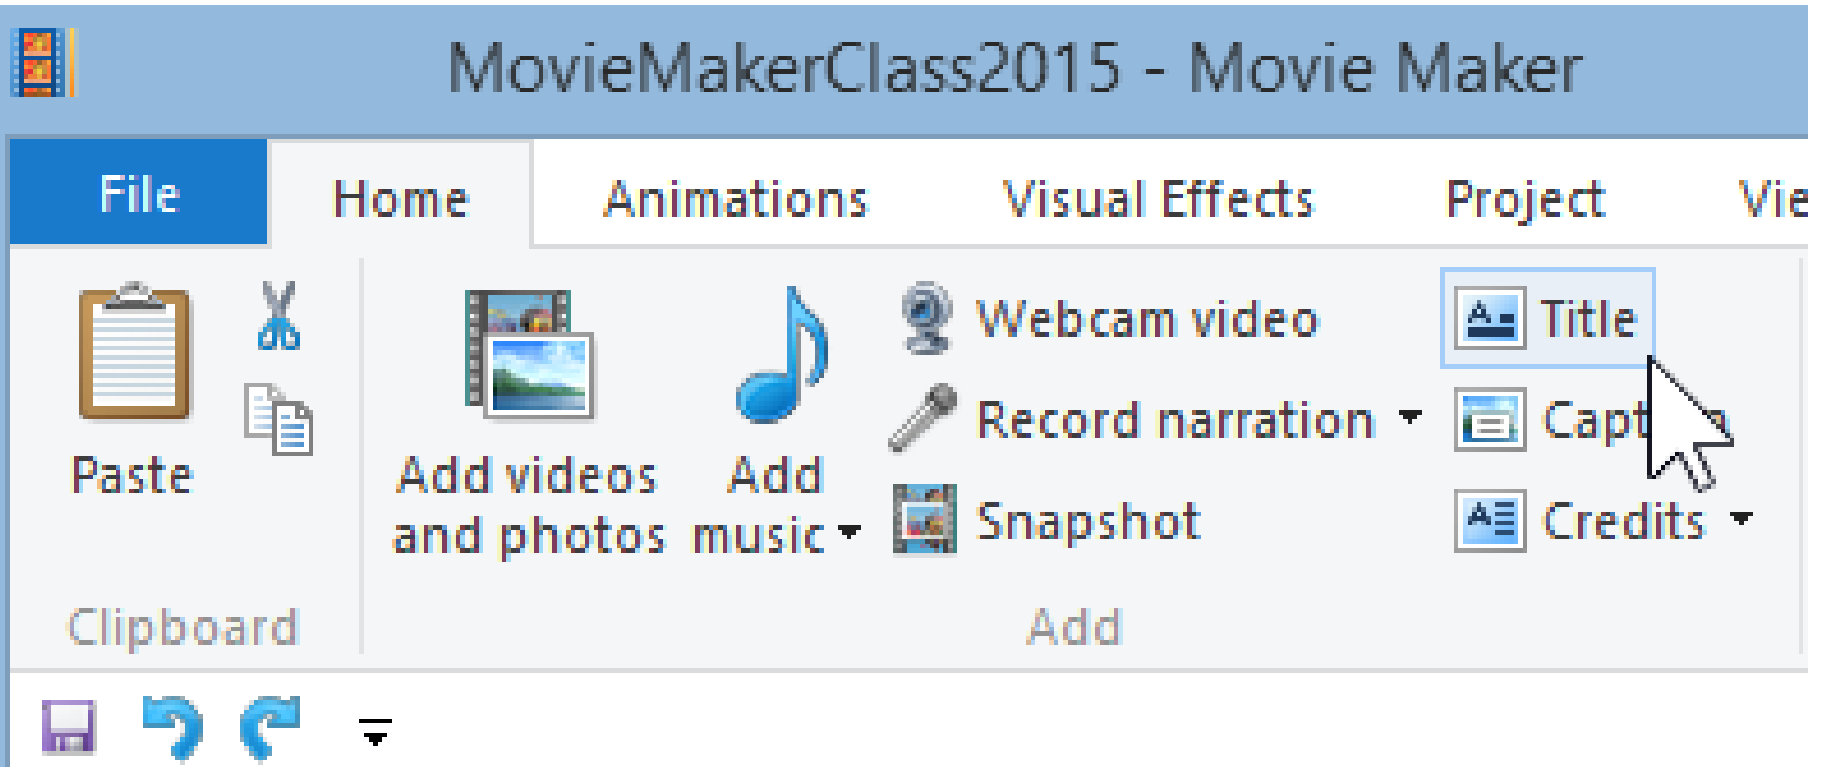 MovieMakerClass2015 - Movie Maker
File Home Animations Visual Effects Project
Paste
Add videos
and photos
Add
music
Webcam video
Record narration
Snapshot
Title
Credits
Clipboard
Add